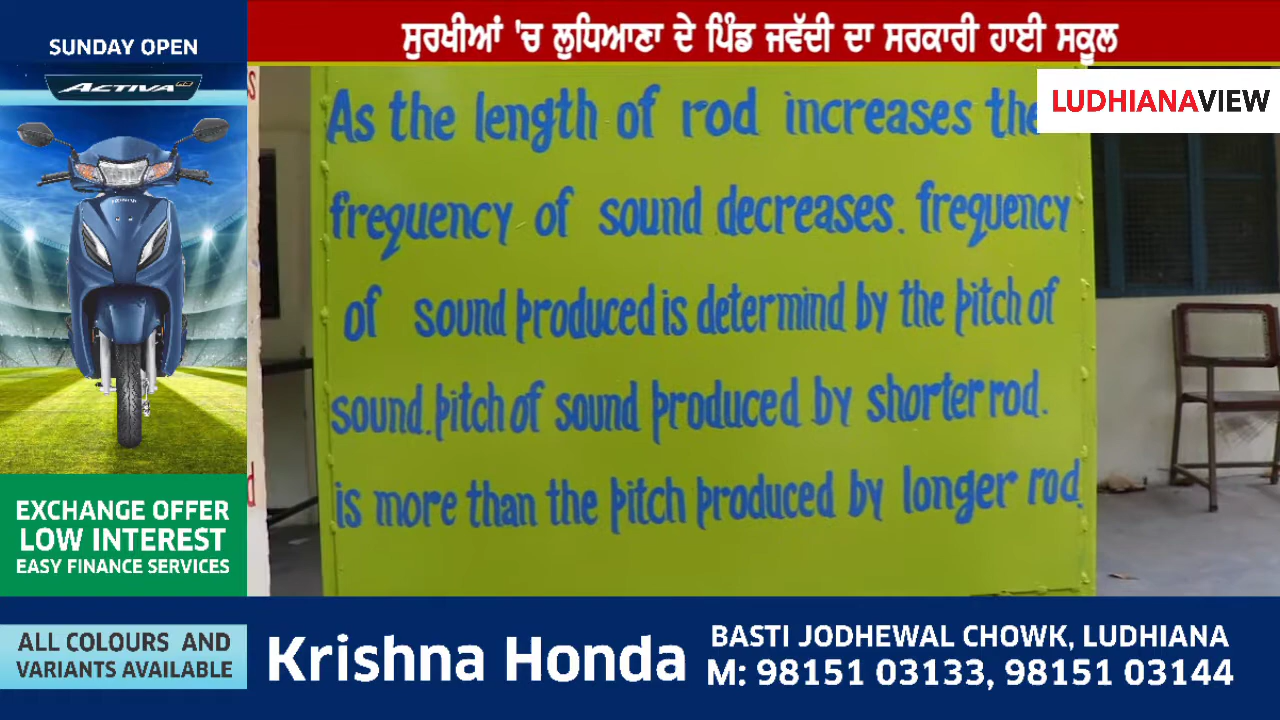 SUNDAY OPEN
ACTIVA 6G
ਸੁਰਖੀਆਂ 'ਚ ਲੁਧਿਆਣਾ ਦੇ ਪਿੰਡ ਜਵੱਦੀ ਦਾ ਸਰਕਾਰੀ ਹਾਈ ਸਕੂਲ
LUDHIANAVIEW
As the length of rod increases the
frequency of sound decreases. frequency
of sound produced is determind by the pitch of
sound. pitch of sound produced by shorter rod.
is more than the pitch produced by longer rod.
EXCHANGE OFFER
LOW INTEREST
EASY FINANCE SERVICES
ALL COLOURS AND
VARIANTS AVAILABLE
Krishna Honda
BASTI JODHEWAL CHOWK, LUDHIANA
M: 98151 03133, 98151 03144